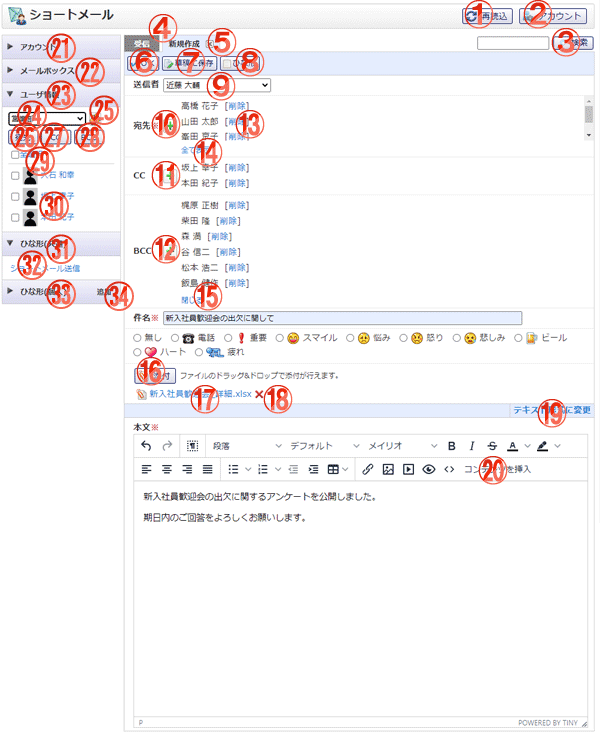 ショートメール
① 再読込 ② アカウント
④ 受信 新規作成 ⑤ ③ 検索
⑥ OK ⑦ 草稿に保存 ⑧
送信者 近藤 大輔 ⑨
宛先※ ⑩ 高橋 花子 [削除]
山田 太郎 [削除] ⑬
冨田 京子 [削除]
⑭
CC ⑪ 坂上 幸子 [削除]
本田 紀子 [削除]
BCC ⑫ 梶原 正樹 [削除]
柴田 隆 [削除]
森 満 [削除]
谷 信二 [削除]
松本 浩二 [削除]
飯島 [削除]
⑮ 閉じる
件名※ 新入社員歓迎会の出欠に関して
無し 電話 重要 スマイル 悩み 怒り 悲しみ ビール
ハート 疲れ
⑯ 添付 ファイルのドラッグ&ドロップで添付が行えます。
新入社員歓迎会 詳細.xlsx ⑰ ⑱
テキスト形式に変更 ⑲
本文※
段落 デフォルト メイリオ B I S A
コンテンツを挿入 ⑳
新入社員歓迎会の出欠に関するアンケートを公開しました。
期日内のご回答をよろしくお願いします。
P POWERED BY TINY
アカウント ㉑
メールボックス ㉒
ユーザ情報 ㉓
㉔ ㉕
㉖ ㉗ ㉘
㉙
和章
㉚ 子
子
ひな形 ㉛
ショートメール送信 ㉜
ひな形 ㉝ 追加 ㉞